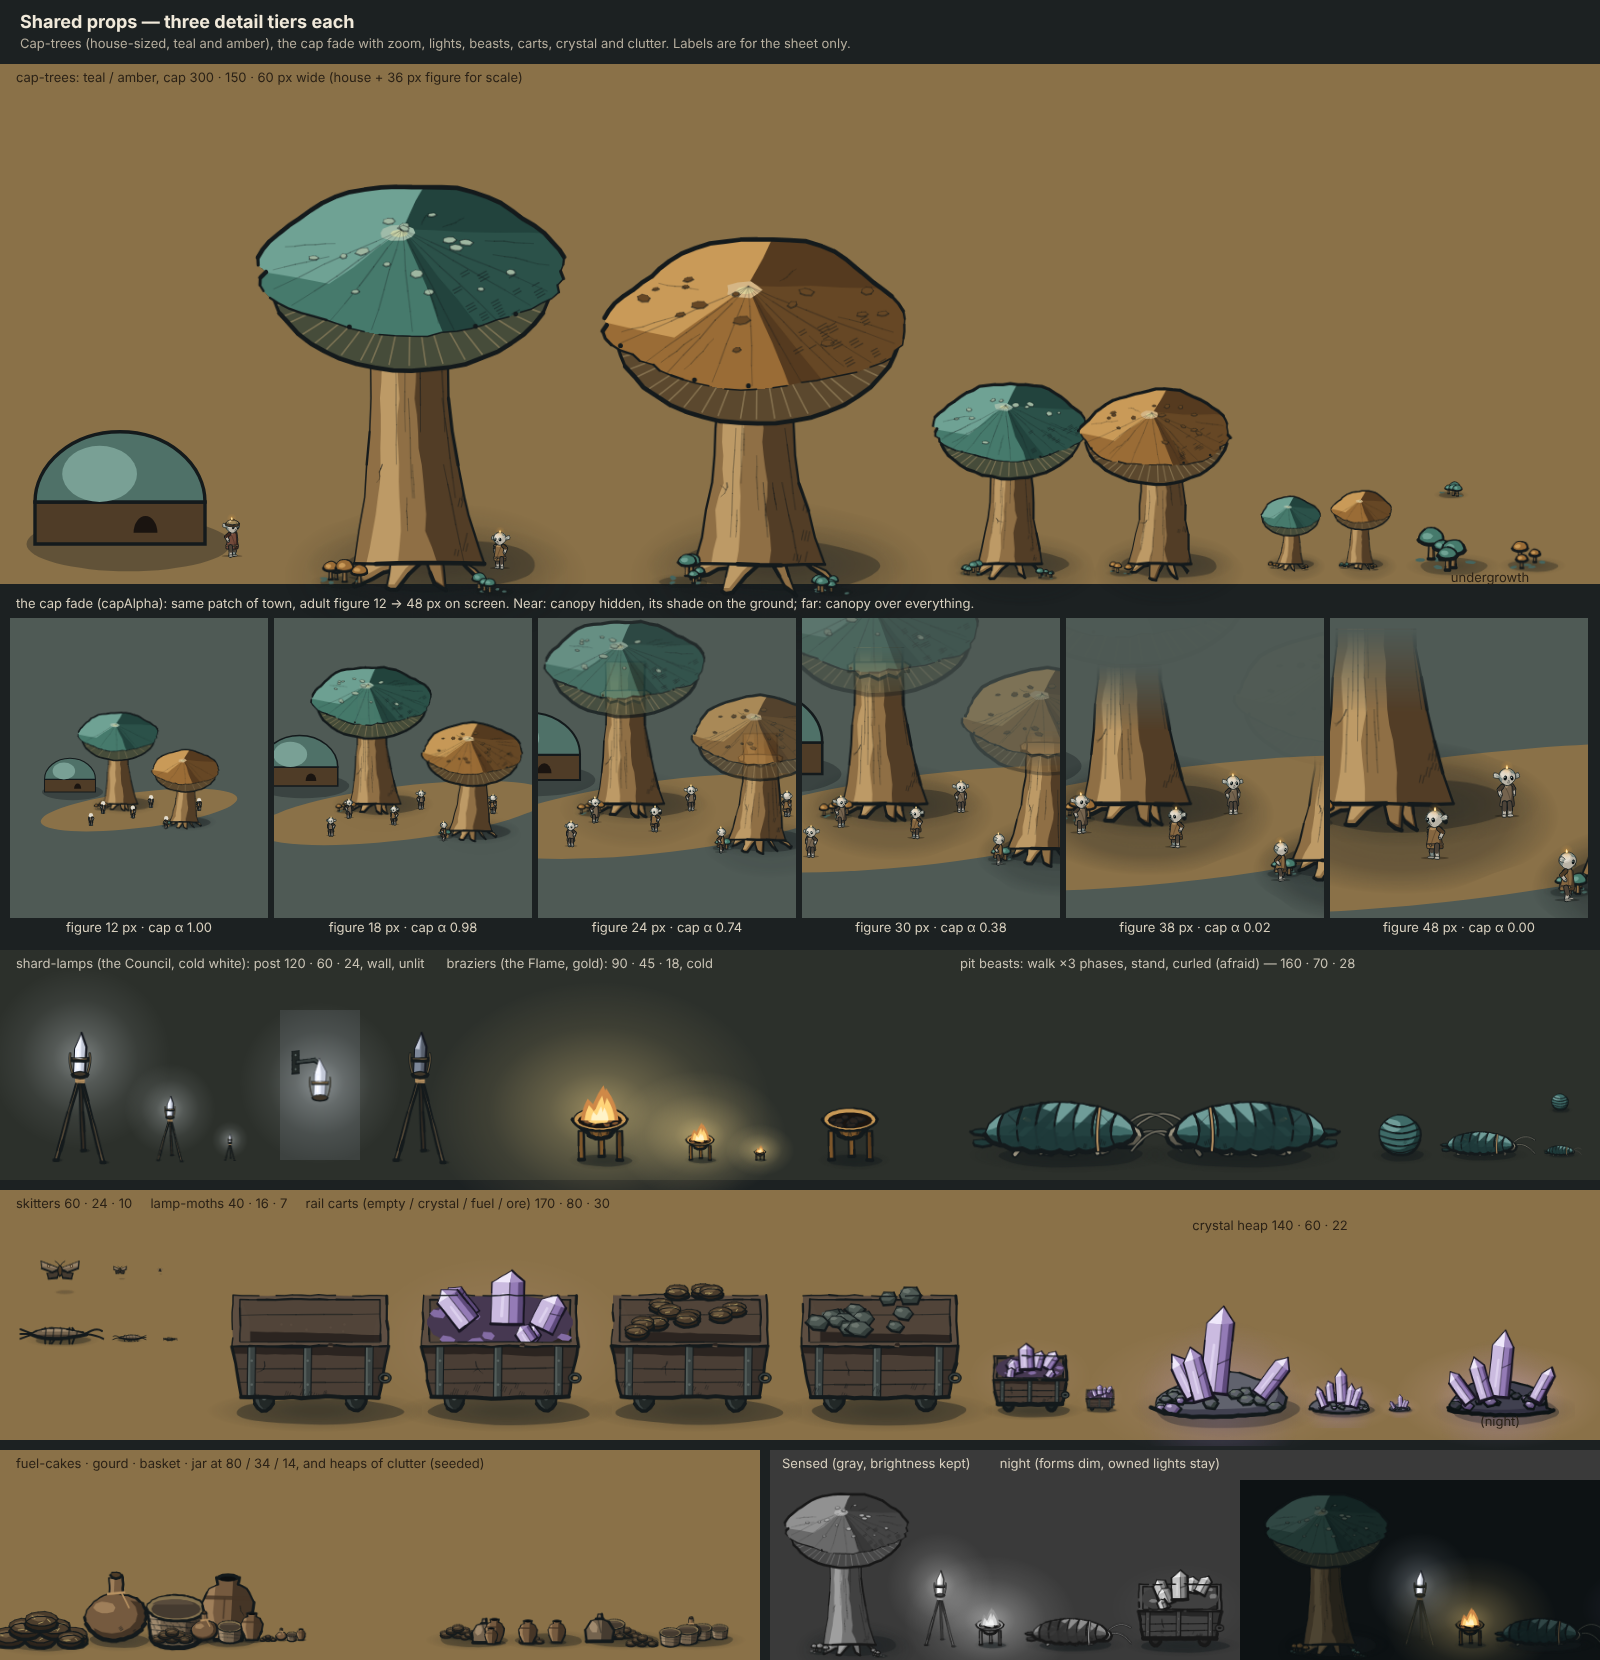 Shared props — three detail tiers each
Cap-trees (house-sized, teal and amber), the cap fade with zoom, lights, beasts, carts, crystal and clutter. Labels are for the sheet only.
cap-trees: teal / amber, cap 300 · 150 · 60 px wide (house + 36 px figure for scale)
undergrowth
the cap fade (capAlpha): same patch of town, adult figure 12 → 48 px on screen. Near: canopy hidden, its shade on the ground; far: canopy over everything.
figure 12 px · cap α 1.00
figure 18 px · cap α 0.98
figure 24 px · cap α 0.74
figure 30 px · cap α 0.38
figure 38 px · cap α 0.02
figure 48 px · cap α 0.00
shard-lamps (the Council, cold white): post 120 · 60 · 24, wall, unlit
braziers (the Flame, gold): 90 · 45 · 18, cold
pit beasts: walk ×3 phases, stand, curled (afraid) — 160 · 70 · 28
skitters 60 · 24 · 10
lamp-moths 40 · 16 · 7
rail carts (empty / crystal / fuel / ore) 170 · 80 · 30
crystal heap 140 · 60 · 22
(night)
fuel-cakes · gourd · basket · jar at 80 / 34 / 14, and heaps of clutter (seeded)
Sensed (gray, brightness kept)
night (forms dim, owned lights stay)